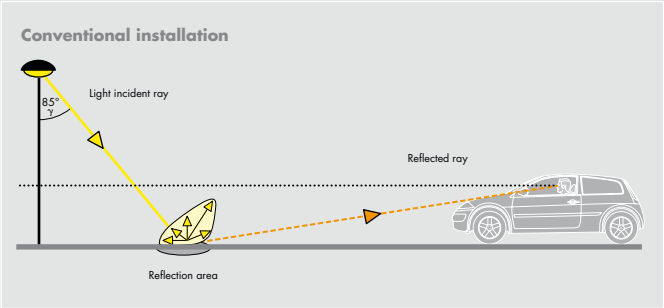 Conventional installation
Light incident ray
85°
γ
Reflected ray
Reflection area